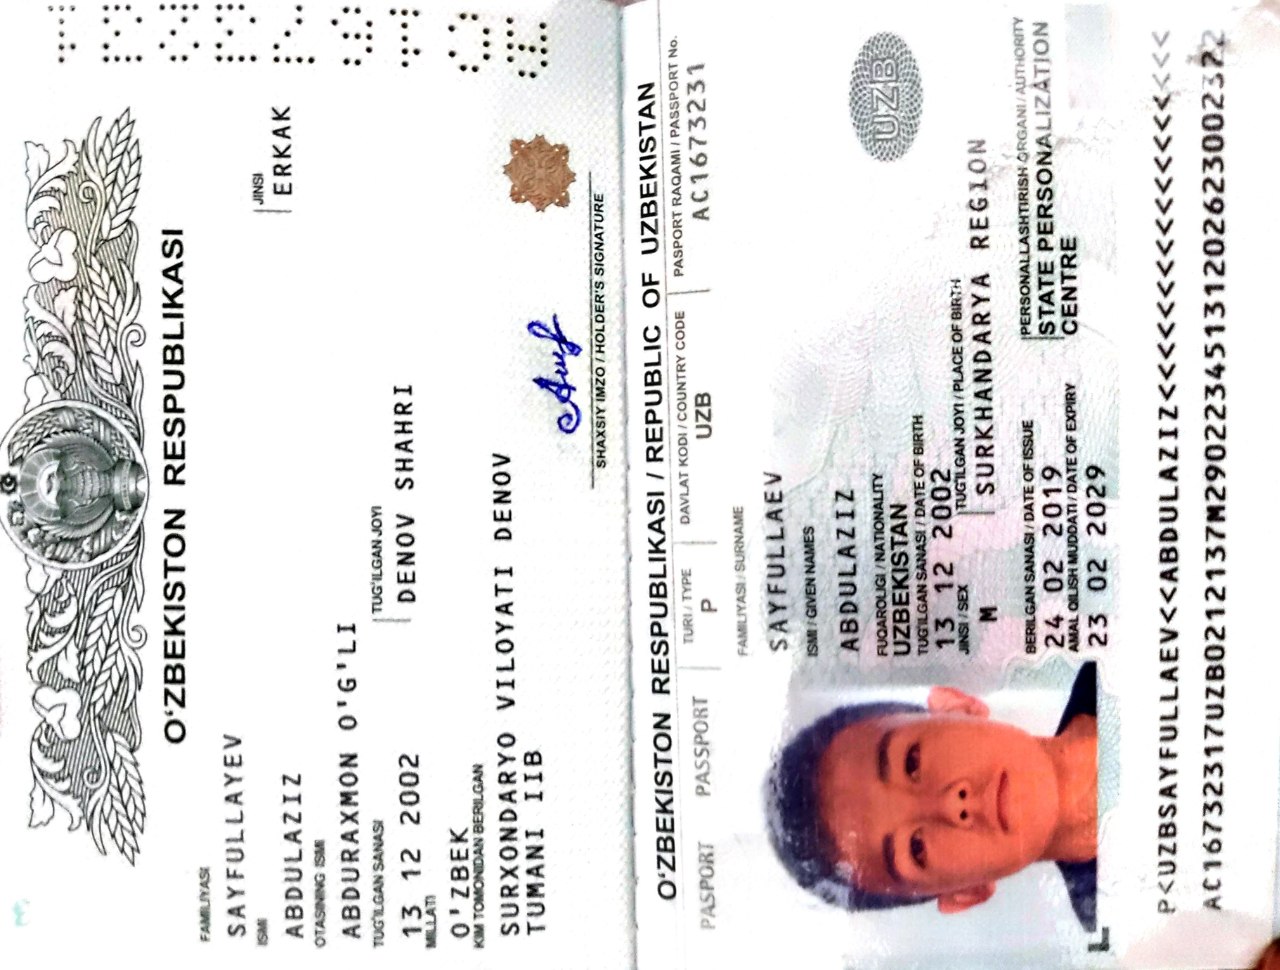 O'ZBEKISTON RESPUBLIKASI
FAMILIYASI
SAYFULLAYEV
ISMI
ABDULAZIZ
JINSI
ERKAK
OTASINING ISMI
ABDURAXMON O'G'LI
TUG'ILGAN SANASI
13 12 2002
TUG'ILGAN JOYI
DENOV SHAHRI
MILLATI
O'ZBEK
KIM TOMONIDAN BERILGAN
SURXONDARYO VILOYATI DENOV
TUMANI IIB
SHAXSIY IMZO / HOLDER'S SIGNATURE
O'ZBEKISTON RESPUBLIKASI / REPUBLIC OF UZBEKISTAN
PASPORT PASSPORT
TURI / TYPE
P
DAVLAT KODI / COUNTRY CODE
UZB
PASPORT RAQAMI / PASSPORT No.
AC1673231
FAMILIYASI / SURNAME
SAYFULLAEV
ISMI / GIVEN NAMES
ABDULAZIZ
UZB
FUQAROLIGI / NATIONALITY
UZBEKISTAN
TUG'ILGAN SANASI / DATE OF BIRTH
13 12 2002
JINSI / SEX
M
TUG'ILGAN JOYI / PLACE OF BIRTH
SURKHANDARYA REGION
BERILGAN SANASI / DATE OF ISSUE
24 02 2019
PERSONALLASHTIRISH ORGANI / AUTHORITY
STATE PERSONALIZATION
CENTRE
AMAL QILISH MUDDATI / DATE OF EXPIRY
23 02 2029
P<UZBSAYFULLAEV<<ABDULAZIZ<<<<<<<<<<<<<<<<<<
AC16732317UZB0212137M29022345131202623002322